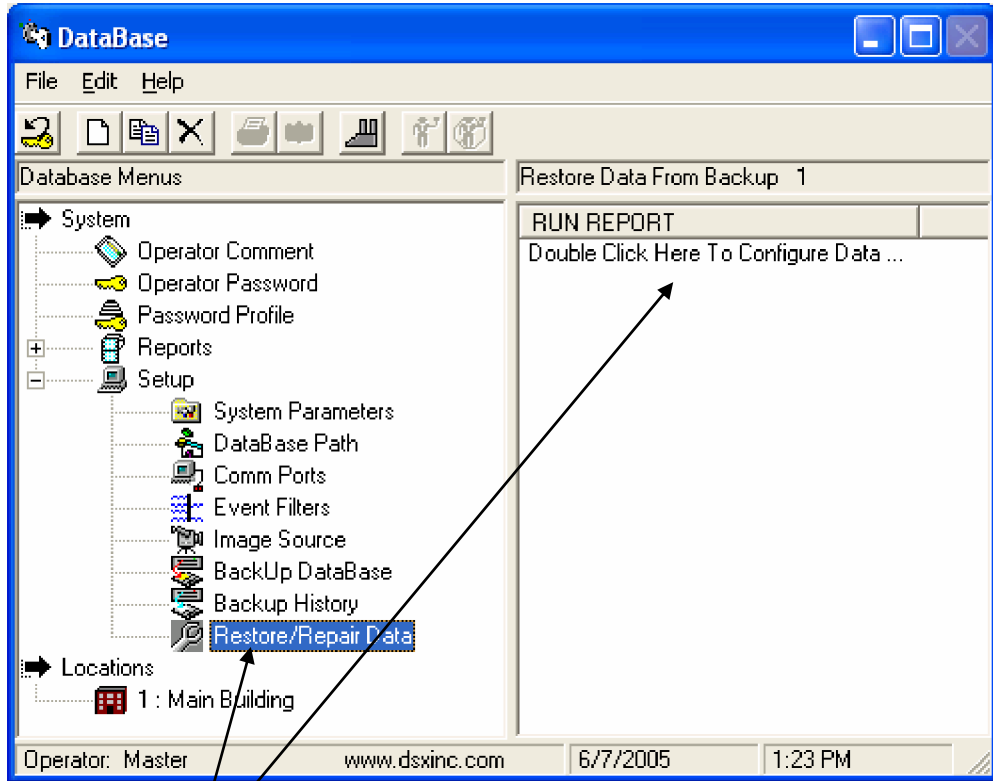 DataBase
File Edit Help
Database Menus
Restore Data From Backup 1
System
Operator Comment
Operator Password
Password Profile
Reports
Setup
System Parameters
DataBase Path
Comm Ports
Event Filters
Image Source
BackUp DataBase
Backup History
Restore/Repair Data
Locations
1 : Main Building
RUN REPORT
Double Click Here To Configure Data ...
Operator: Master www.dsxinc.com 6/7/2005 1:23 PM